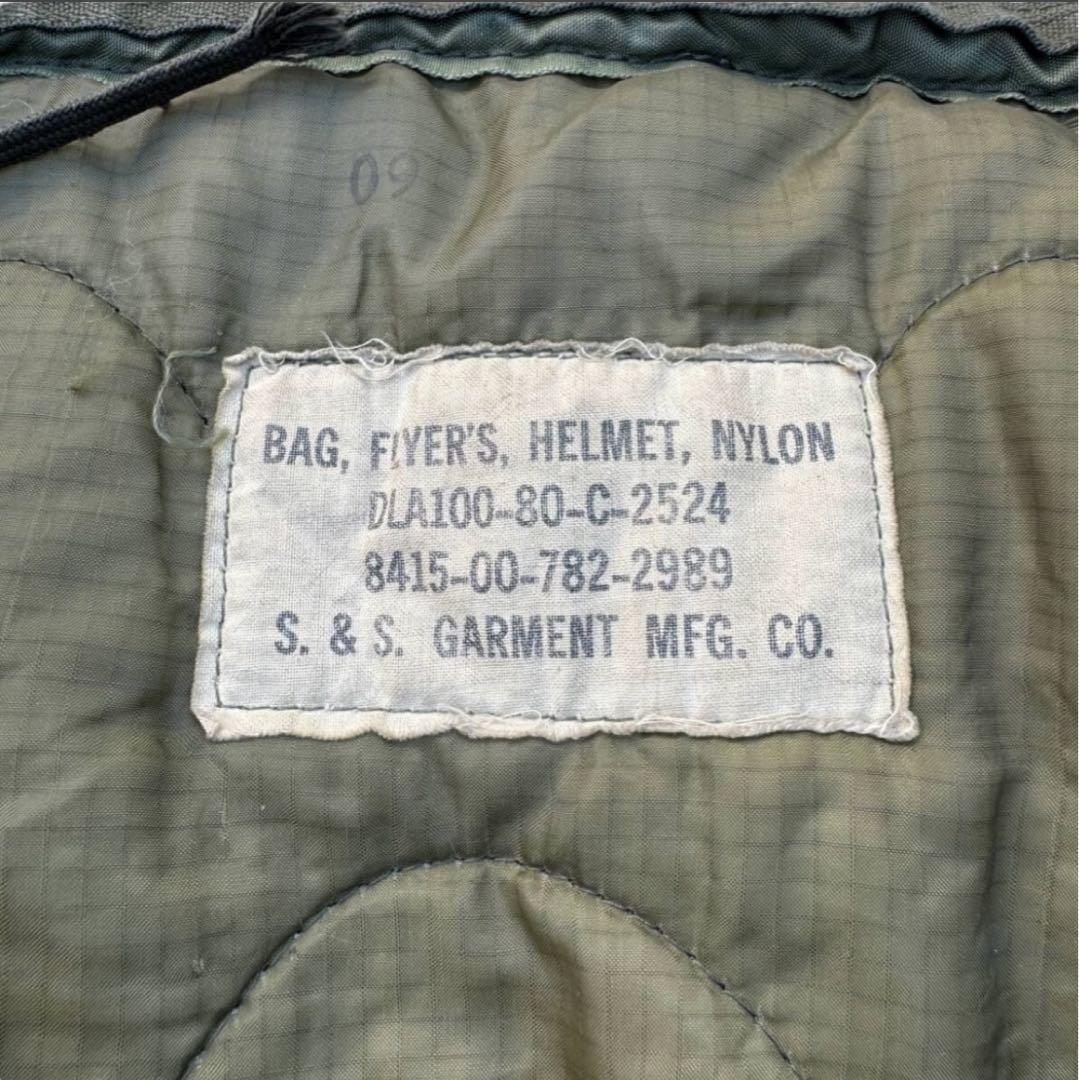 09
BAG, FLYER'S, HELMET, NYLON
DLA100-80-C-2524
8415-00-782-2989
S. & S. GARMENT MFG. CO.